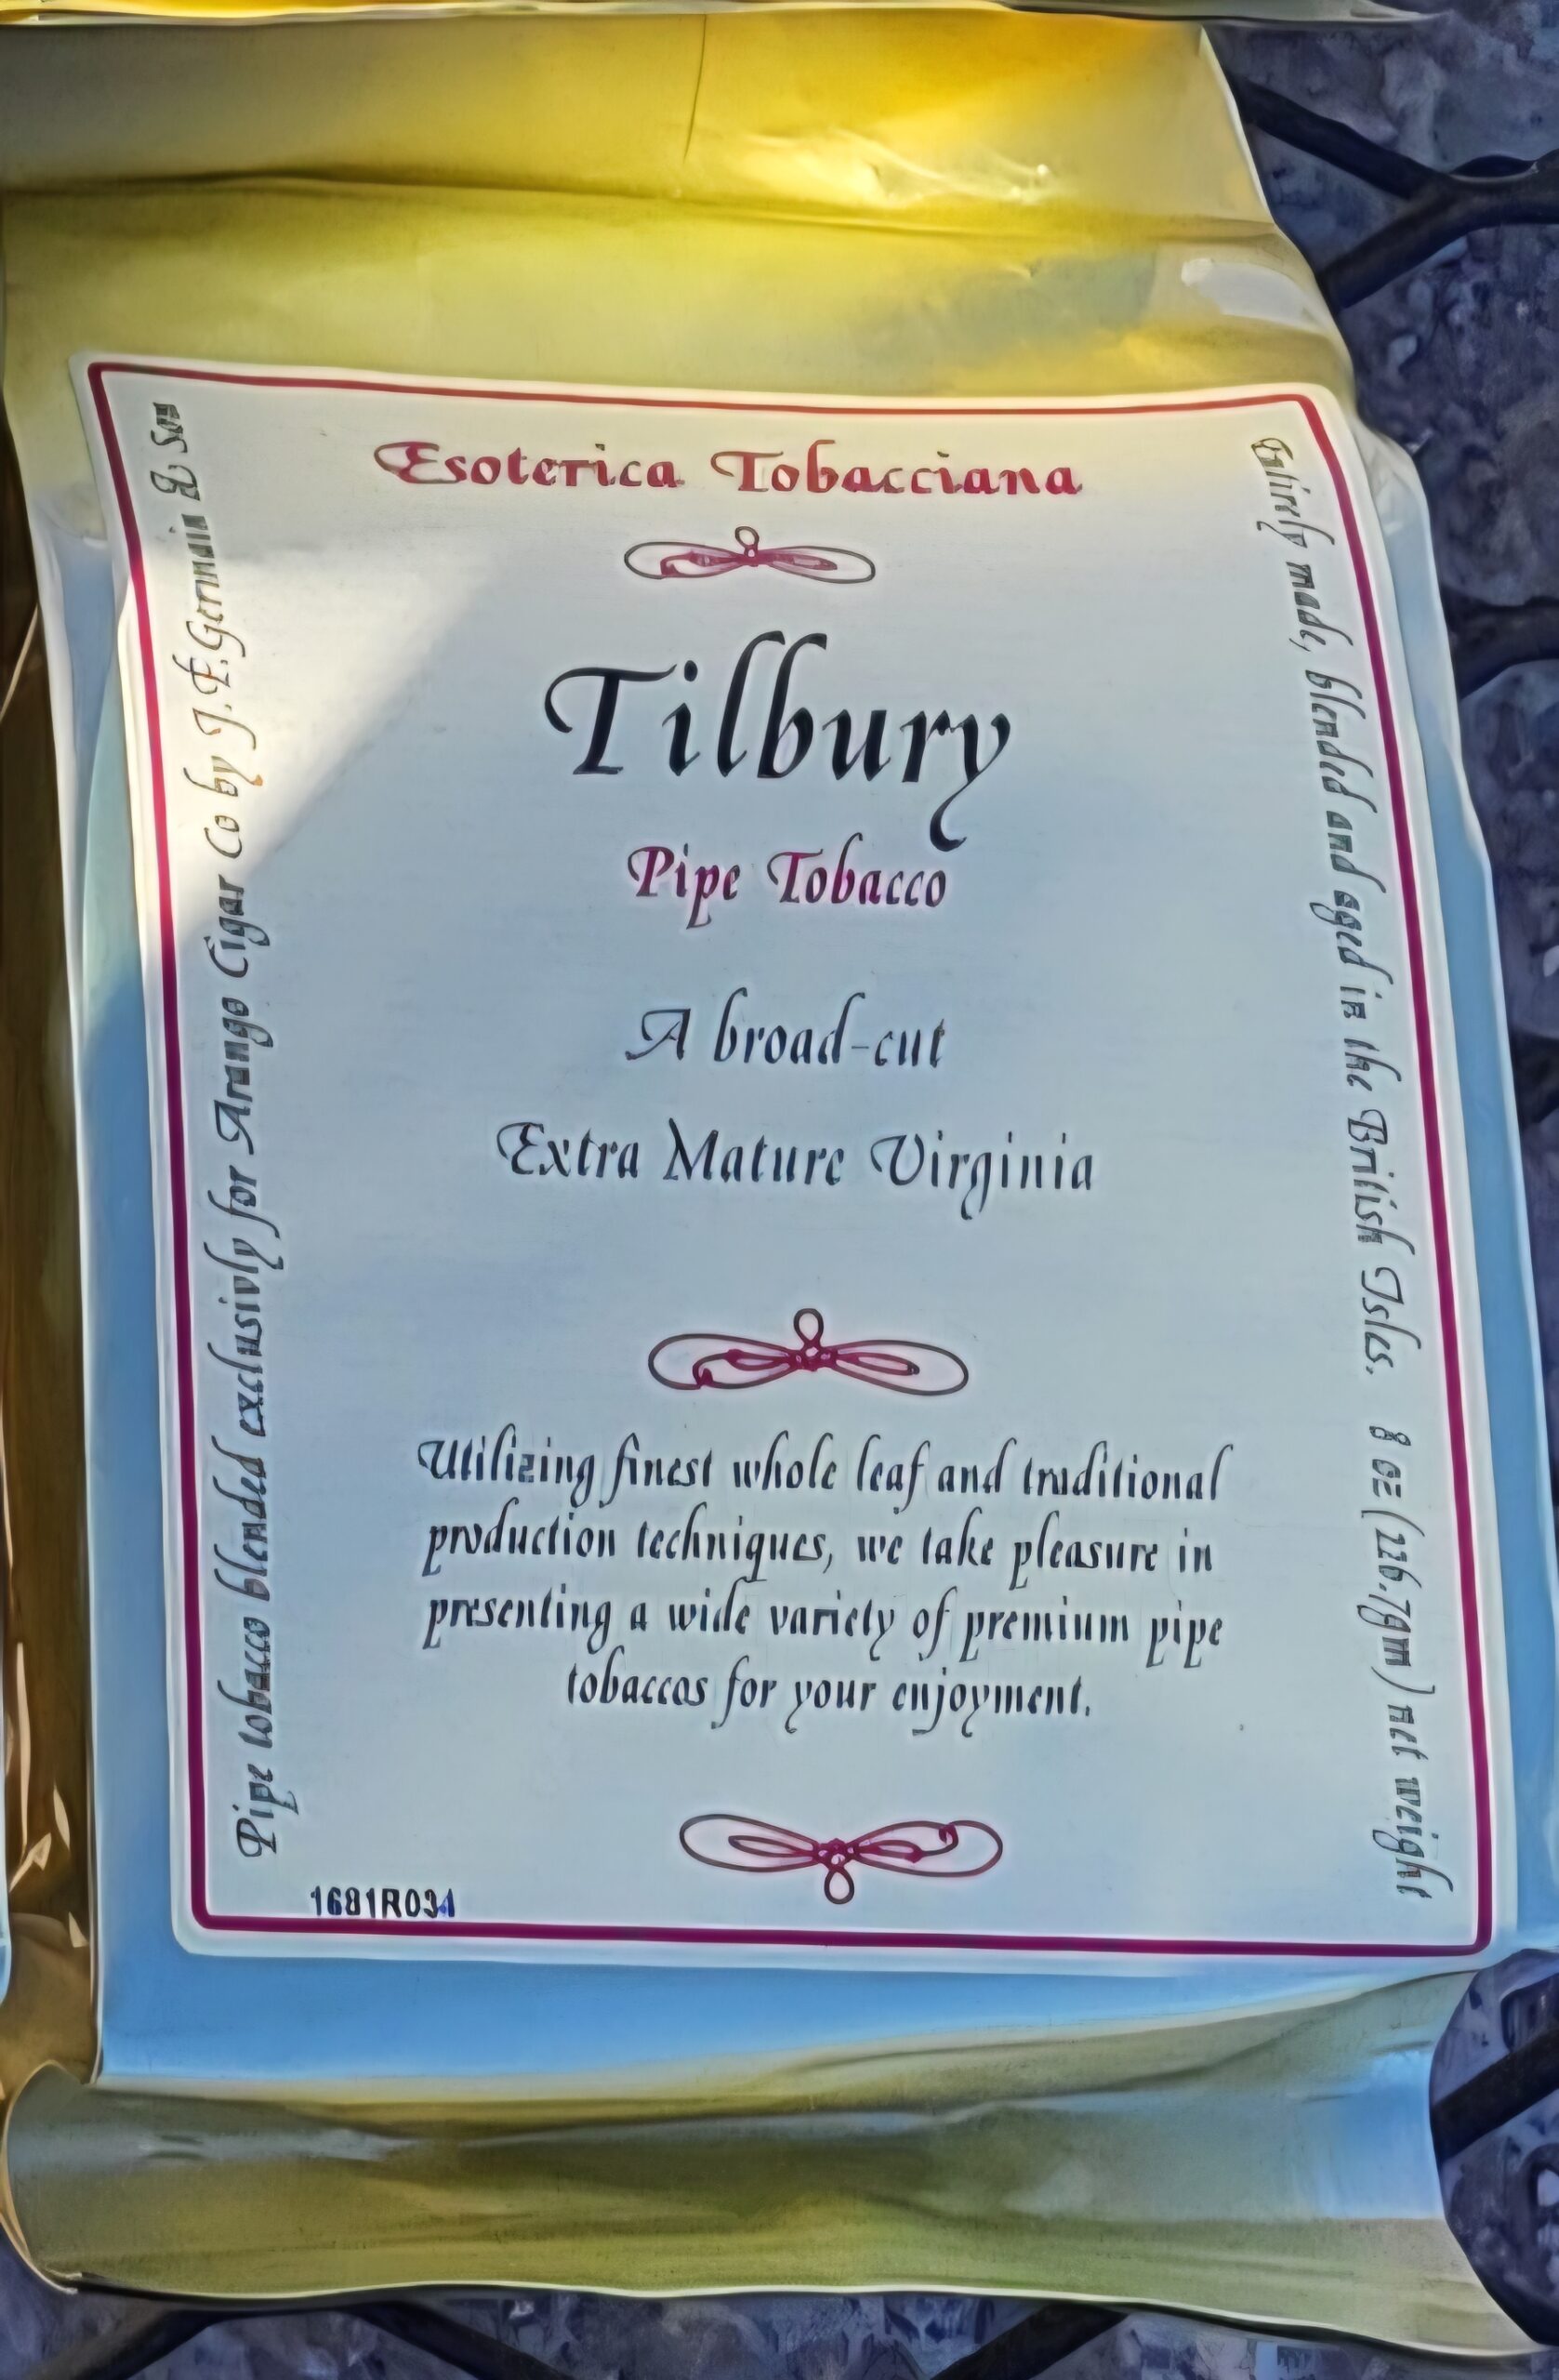 Esoterica Tobacciana
Tilbury
Pipe Tobacco
A broad-cut
Extra Mature Virginia
Utilizing finest whole leaf and traditional
production techniques, we take pleasure in
presenting a wide variety of premium pipe
tobaccos for your enjoyment.
Pipe tobacco blended exclusivly for Arango Cigar Co by J.F.Germain & Son
Entirely made, blended and aged in the British Isles. 8 oz (226.7gm) net weight
1681R034